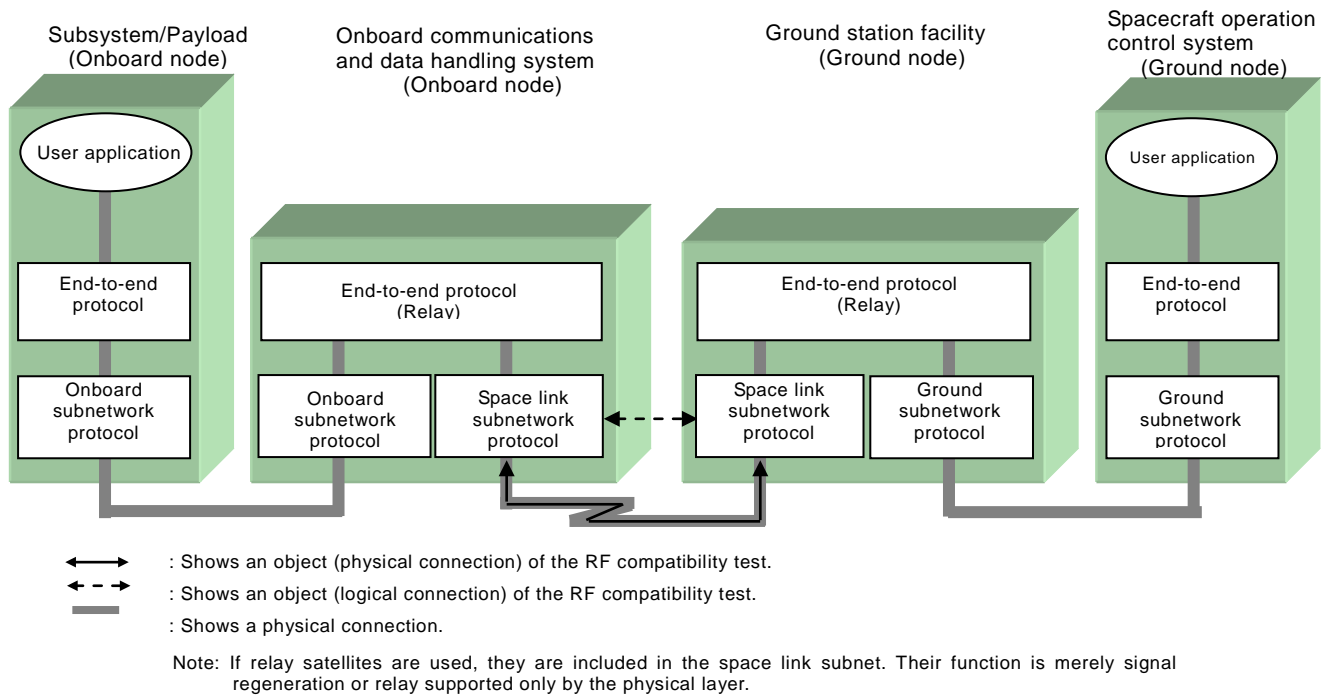 Subsystem/Payload
(Onboard node)
Onboard communications
and data handling system
(Onboard node)
Ground station facility
(Ground node)
Spacecraft operation
control system
(Ground node)
User application
End-to-end
protocol
Onboard
subnetwork
protocol
End-to-end protocol
(Relay)
Onboard
subnetwork
protocol
Space link
subnetwork
protocol
End-to-end protocol
(Relay)
Space link
subnetwork
protocol
Ground
subnetwork
protocol
User application
End-to-end
protocol
Ground
subnetwork
protocol
: Shows an object (physical connection) of the RF compatibility test.
: Shows an object (logical connection) of the RF compatibility test.
: Shows a physical connection.
Note: If relay satellites are used, they are included in the space link subnet. Their function is merely signal
regeneration or relay supported only by the physical layer.